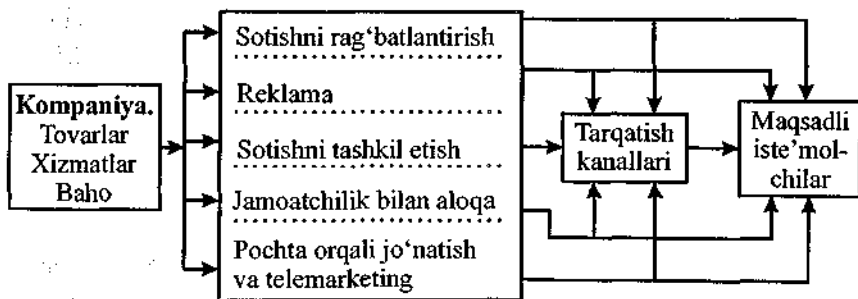 Kompaniya.
Tovarlar
Xizmatlar
Baho
Sotishni rag‘batlantirish
Reklama
Sotishni tashkil etish
Jamoatchilik bilan aloqa
Pochta orqali jo‘natish
va telemarketing
Tarqatish
kanallari
Maqsadli
iste’mol-
chilar